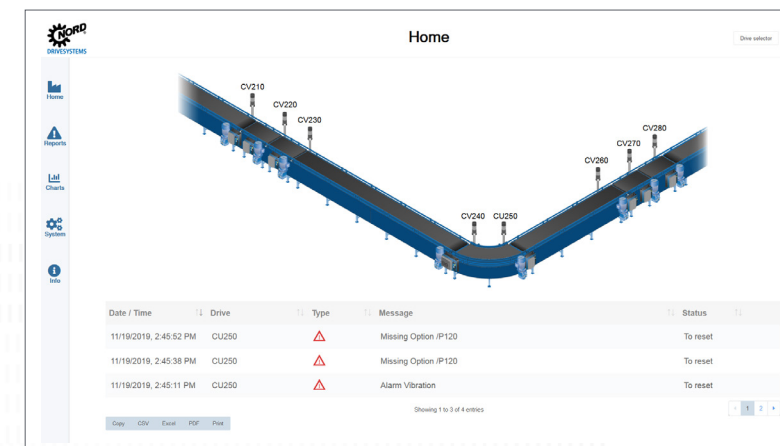 NORD
DRIVESYSTEMS
Home
Drive selector
Home
Reports
Charts
System
Info
CV210
CV220
CV230
CV240
CU250
CV260
CV270
CV280
Date / Time Drive Type Message Status
11/19/2019, 2:45:52 PM CU250 Missing Option /P120 To reset
11/19/2019, 2:45:38 PM CU250 Missing Option /P120 To reset
11/19/2019, 2:45:11 PM CU250 Alarm Vibration To reset
Showing 1 to 3 of 4 entries
1 2
Copy CSV Excel PDF Print